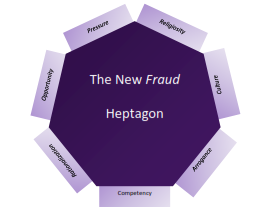 The New Fraud
Heptagon
Pressure
Religiosity
Culture
Arrogance
Competency
Rationalization
Opportunity